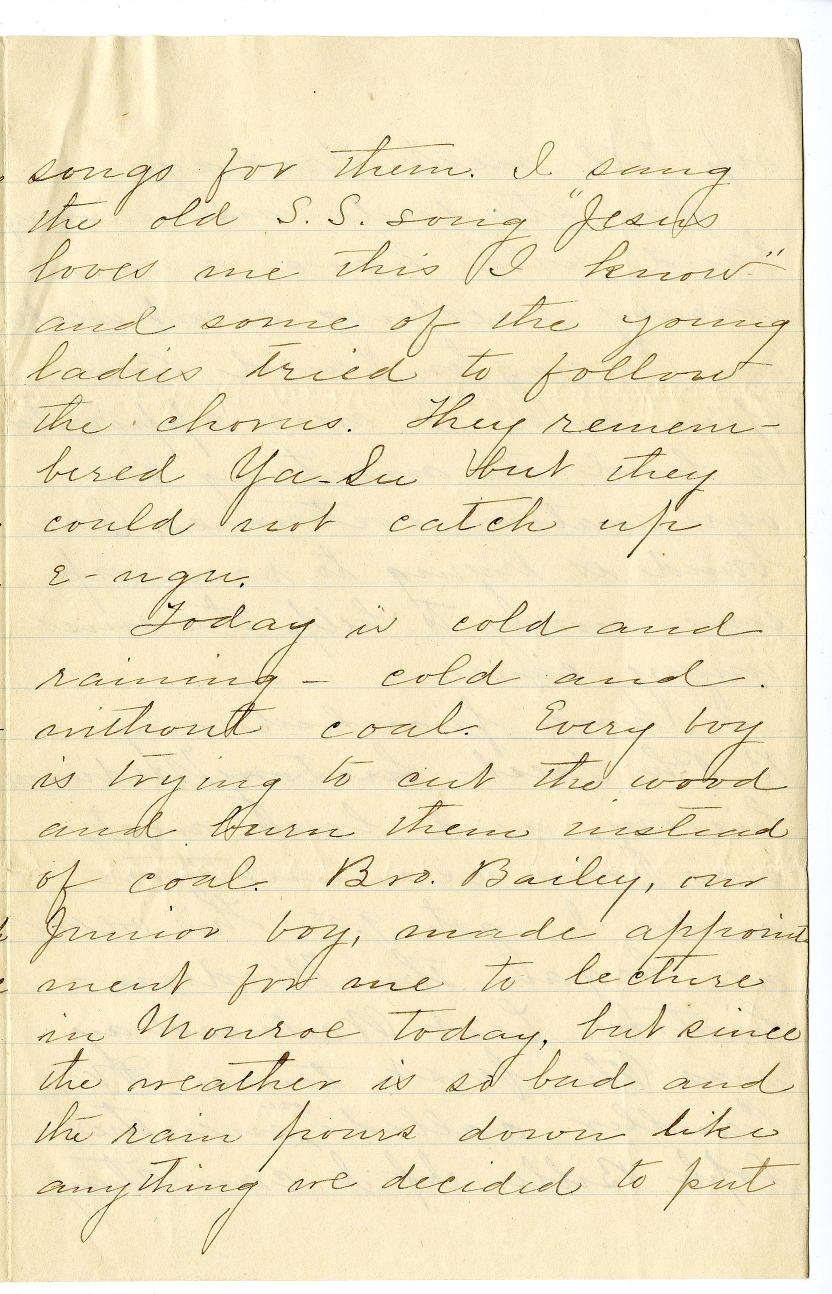 songs for them. I sang
the old S. S. song "Jesus
loves me this I know"
and some of the young
ladies tried to follow
the chorus. They remem-
bered Ya-Su but they
could not catch up
E-ngu.
Today is cold and
raining - cold and
without coal. Every boy
is trying to cut the wood
and burn them instead
of coal. Bro. Bailey, our
Junior boy, made appoint
ment for me to lecture
in Monroe today, but since
the weather is so bad and
the rain pours down like
anything we decided to put